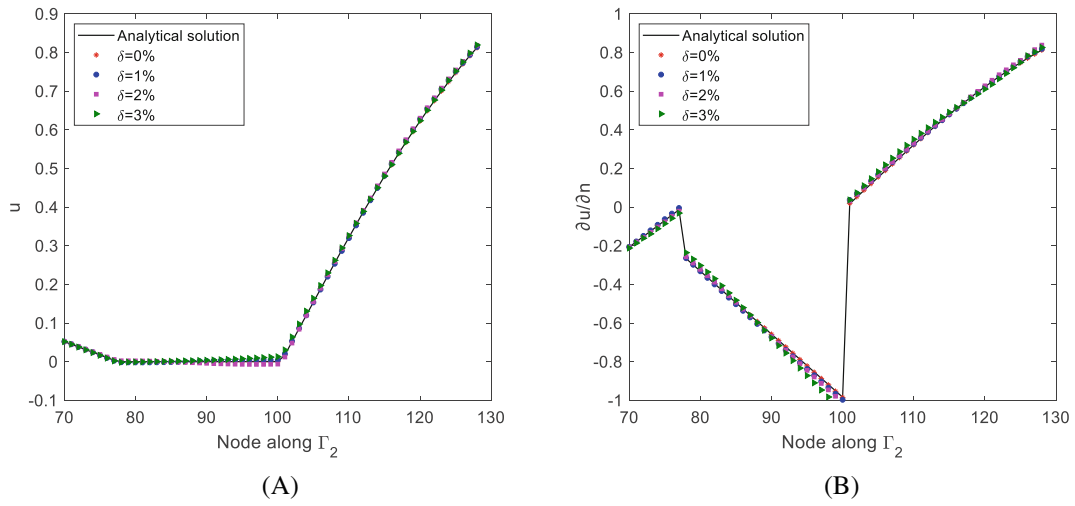 0.9
0.8
0.7
0.6
0.5
0.4
0.3
0.2
0.1
0
-0.1
u
Analytical solution
δ=0%
δ=1%
δ=2%
δ=3%
70 80 90 100 110 120 130
Node along Γ₂
(A)
1
0.8
0.6
0.4
0.2
0
-0.2
-0.4
-0.6
-0.8
-1
∂u/∂n
Analytical solution
δ=0%
δ=1%
δ=2%
δ=3%
70 80 90 100 110 120 130
Node along Γ₂
(B)